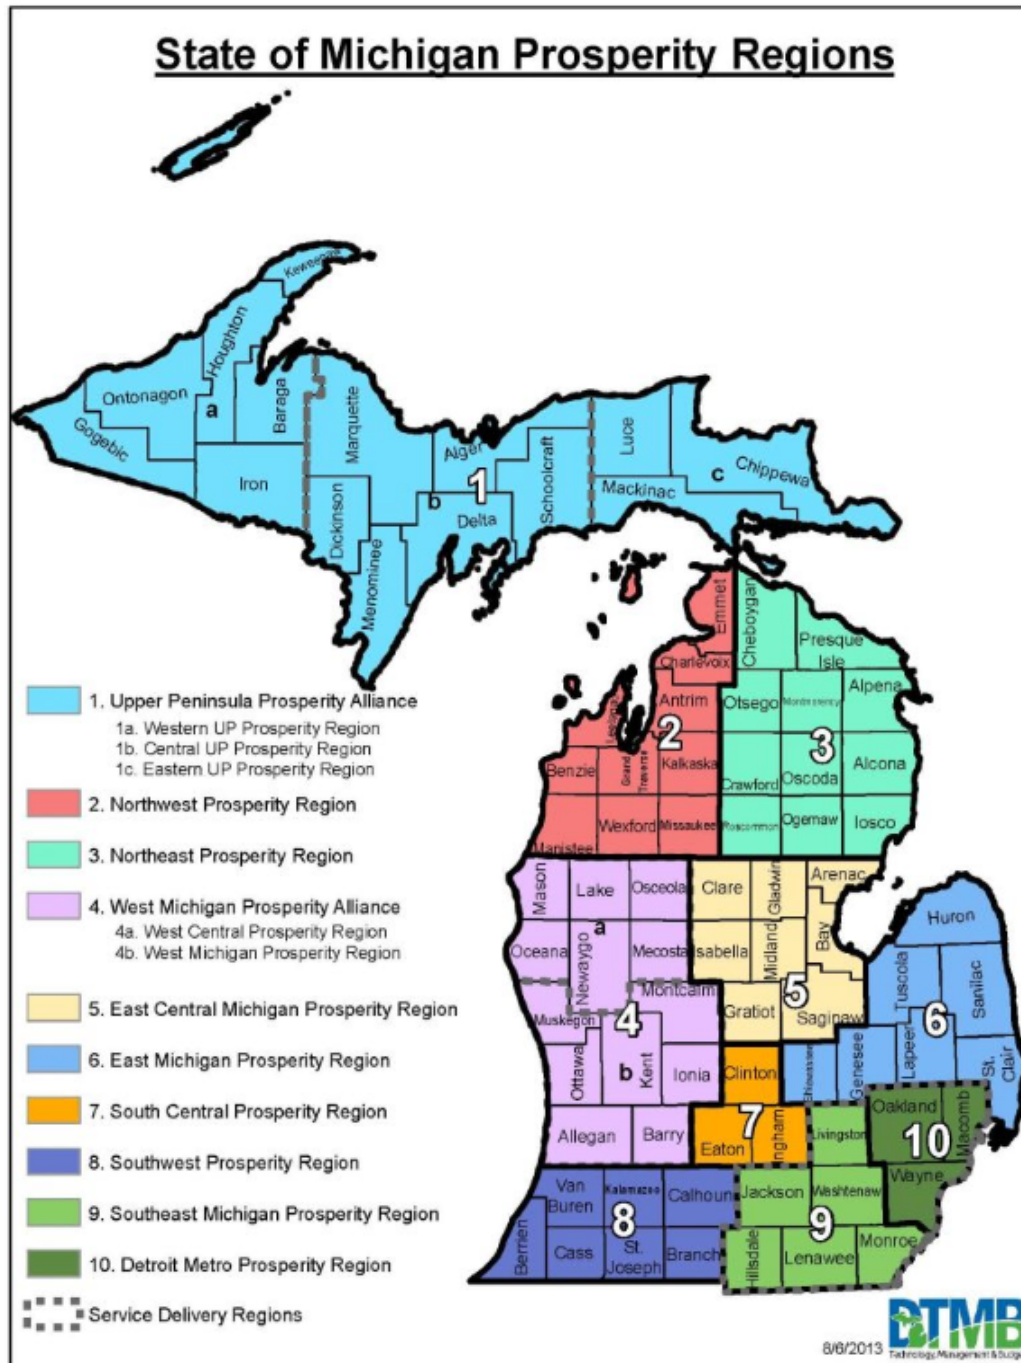 State of Michigan Prosperity Regions
Keweenaw
Houghton
Ontonagon
a
Baraga
Gogebic
Iron
Marquette
Alger
1
b
Delta
Dickinson
Menominee
Schoolcraft
Luce
c
Chippewa
Mackinac
Emmet
Cheboygan
Presque
Isle
Charlevoix
Antrim
Otsego
Montmorency
Alpena
Leelanau
2
3
Benzie
Grand
Traverse
Kalkaska
Crawford
Oscoda
Alcona
Manistee
Wexford
Missaukee
Roscommon
Ogemaw
Iosco
1. Upper Peninsula Prosperity Alliance
1a. Western UP Prosperity Region
1b. Central UP Prosperity Region
1c. Eastern UP Prosperity Region
2. Northwest Prosperity Region
3. Northeast Prosperity Region
4. West Michigan Prosperity Alliance
4a. West Central Prosperity Region
4b. West Michigan Prosperity Region
5. East Central Michigan Prosperity Region
6. East Michigan Prosperity Region
7. South Central Prosperity Region
8. Southwest Prosperity Region
9. Southeast Michigan Prosperity Region
10. Detroit Metro Prosperity Region
Service Delivery Regions
Mason
Lake
Osceola
Clare
Gladwin
Arenac
a
Oceana
Newaygo
Mecosta
Isabella
Midland
Bay
Huron
Montcalm
Muskegon
4
Gratiot
5
Saginaw
Tuscola
Sanilac
6
Ottawa
b
Kent
Ionia
Clinton
Shiawassee
Genesee
Lapeer
St.
Clair
Allegan
Barry
7
Eaton
Ingham
Livingston
Oakland
Macomb
10
Wayne
Van
Buren
Kalamazoo
Calhoun
Jackson
Washtenaw
8
9
Berrien
Cass
St.
Joseph
Branch
Hillsdale
Lenawee
Monroe
8/6/2013
DTMB
Technology, Management & Budget